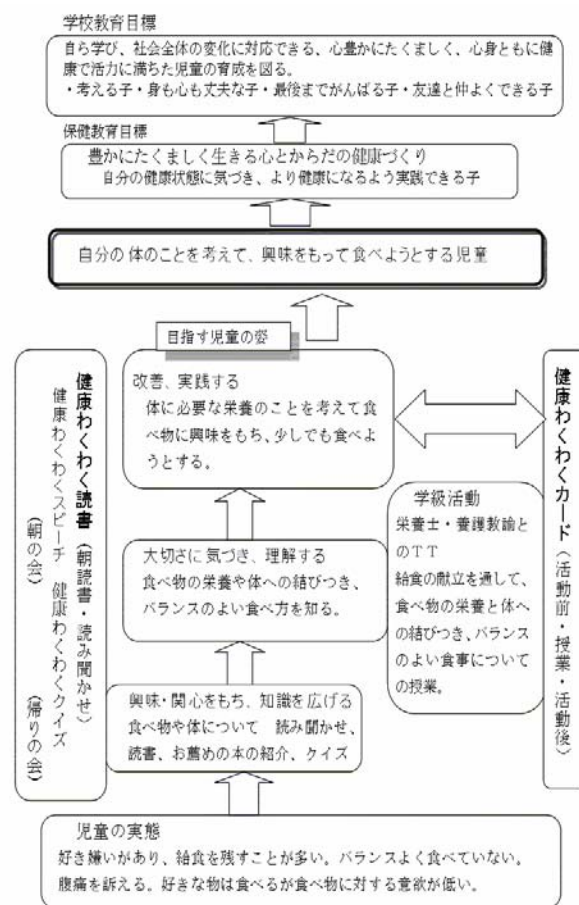 学校教育目標
自ら学び、社会全体の変化に対応できる、心豊かにたくましく、心身ともに健
康で活力に満ちた児童の育成を図る。
・考える子・身も心も丈夫な子・最後までがんばる子・友達と仲よくできる子
保健教育目標
豊かにたくましく生きる心とからだの健康づくり
自分の健康状態に気づき、より健康になるよう実践できる子
自分の体のことを考えて、興味をもって食べようとする児童
目指す児童の姿
改善、実践する
体に必要な栄養のことを考えて食
べ物に興味をもち、少しでも食べよ
うとする。
大切さに気づき、理解する
食べ物の栄養や体への結びつき、
バランスのよい食べ方を知る。
興味・関心をもち、知識を広げる
食べ物や体について 読み聞かせ、
読書、お薦めの本の紹介、クイズ
児童の実態
好き嫌いがあり、給食を残すことが多い。バランスよく食べていない。
腹痛を訴える。好きな物は食べるが食べ物に対する意欲が低い。
健康わくわく読書（朝読書・読み聞かせ）
健康わくわくスピーチ 健康わくわくクイズ
（朝の会） （帰りの会）
学級活動
栄養士・養護教諭と
のＴＴ
給食の献立を通して、
食べ物の栄養と体へ
の結びつき、バランス
のよい食事について
の授業。
健康わくわくカード（活動前・授業・活動後）